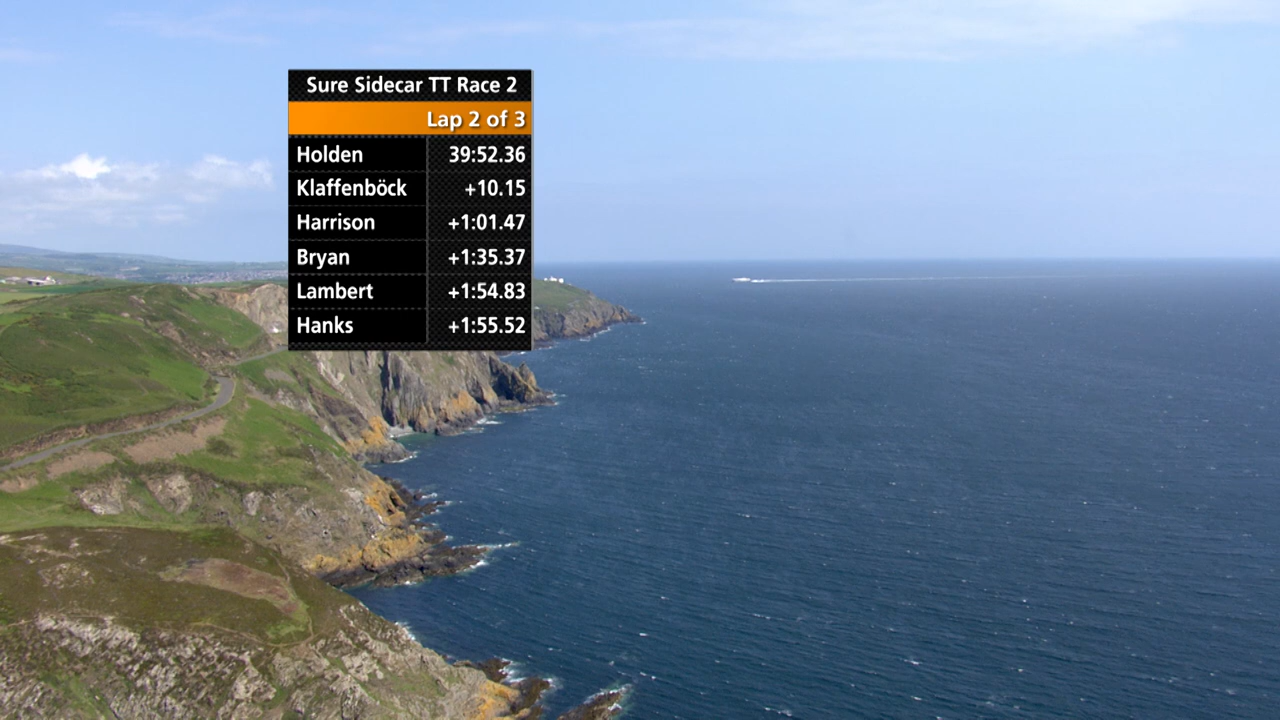 Sure Sidecar TT Race 2
Lap 2 of 3
Holden 39:52.36
Klaffenböck +10.15
Harrison +1:01.47
Bryan +1:35.37
Lambert +1:54.83
Hanks +1:55.52